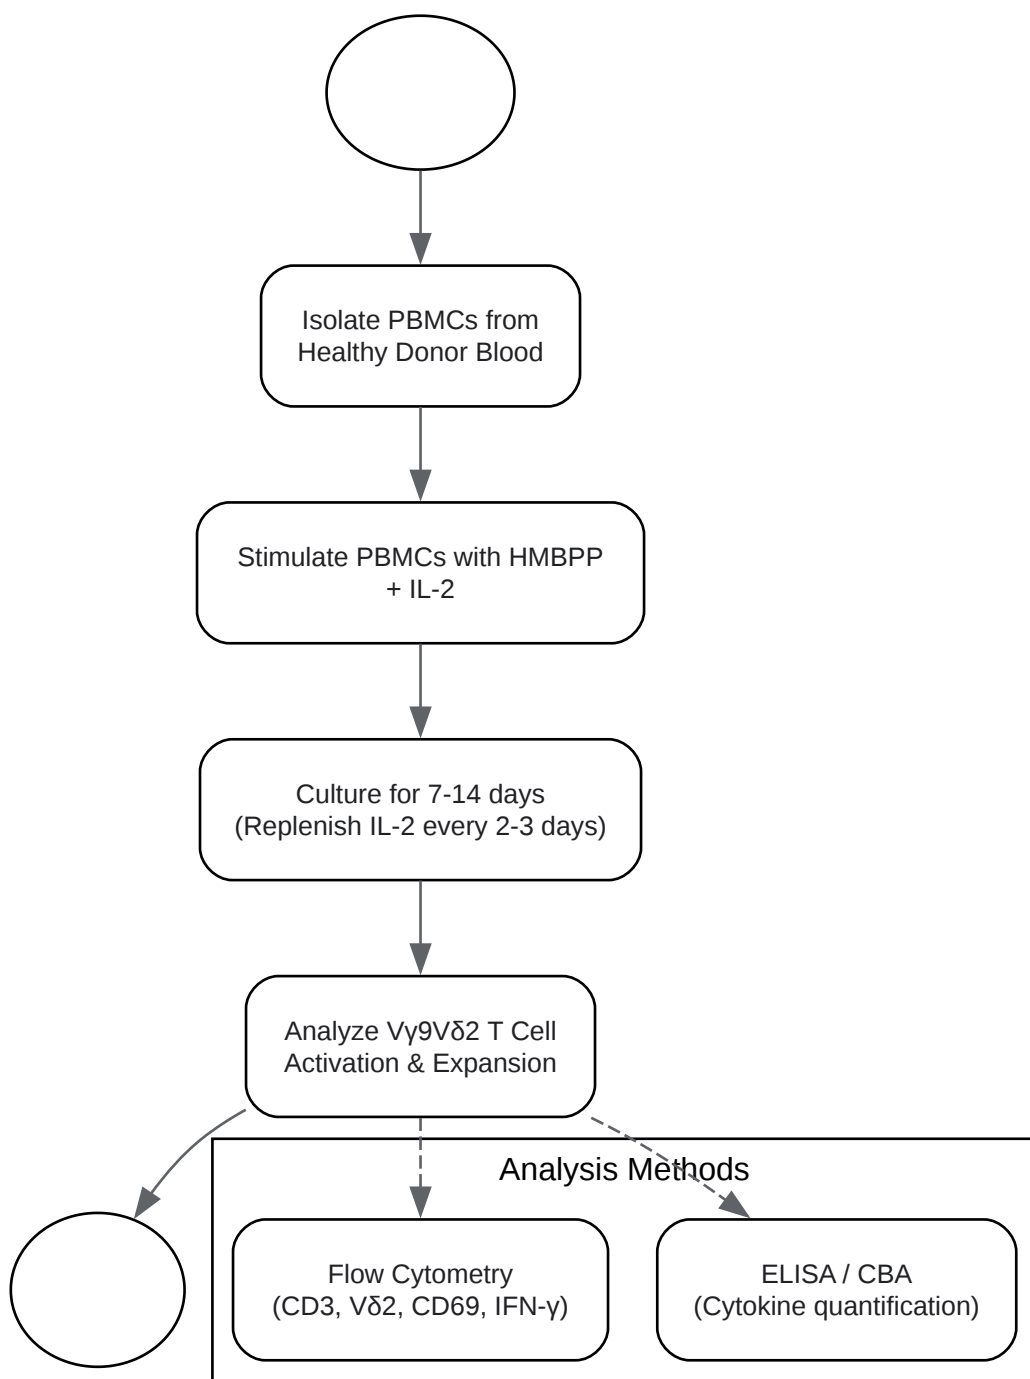 Isolate PBMCs from
Healthy Donor Blood
Stimulate PBMCs with HMBPP
+ IL-2
Culture for 7-14 days
(Replenish IL-2 every 2-3 days)
Analyze Vγ9Vδ2 T Cell
Activation & Expansion
Analysis Methods
Flow Cytometry
(CD3, Vδ2, CD69, IFN-γ)
ELISA / CBA
(Cytokine quantification)